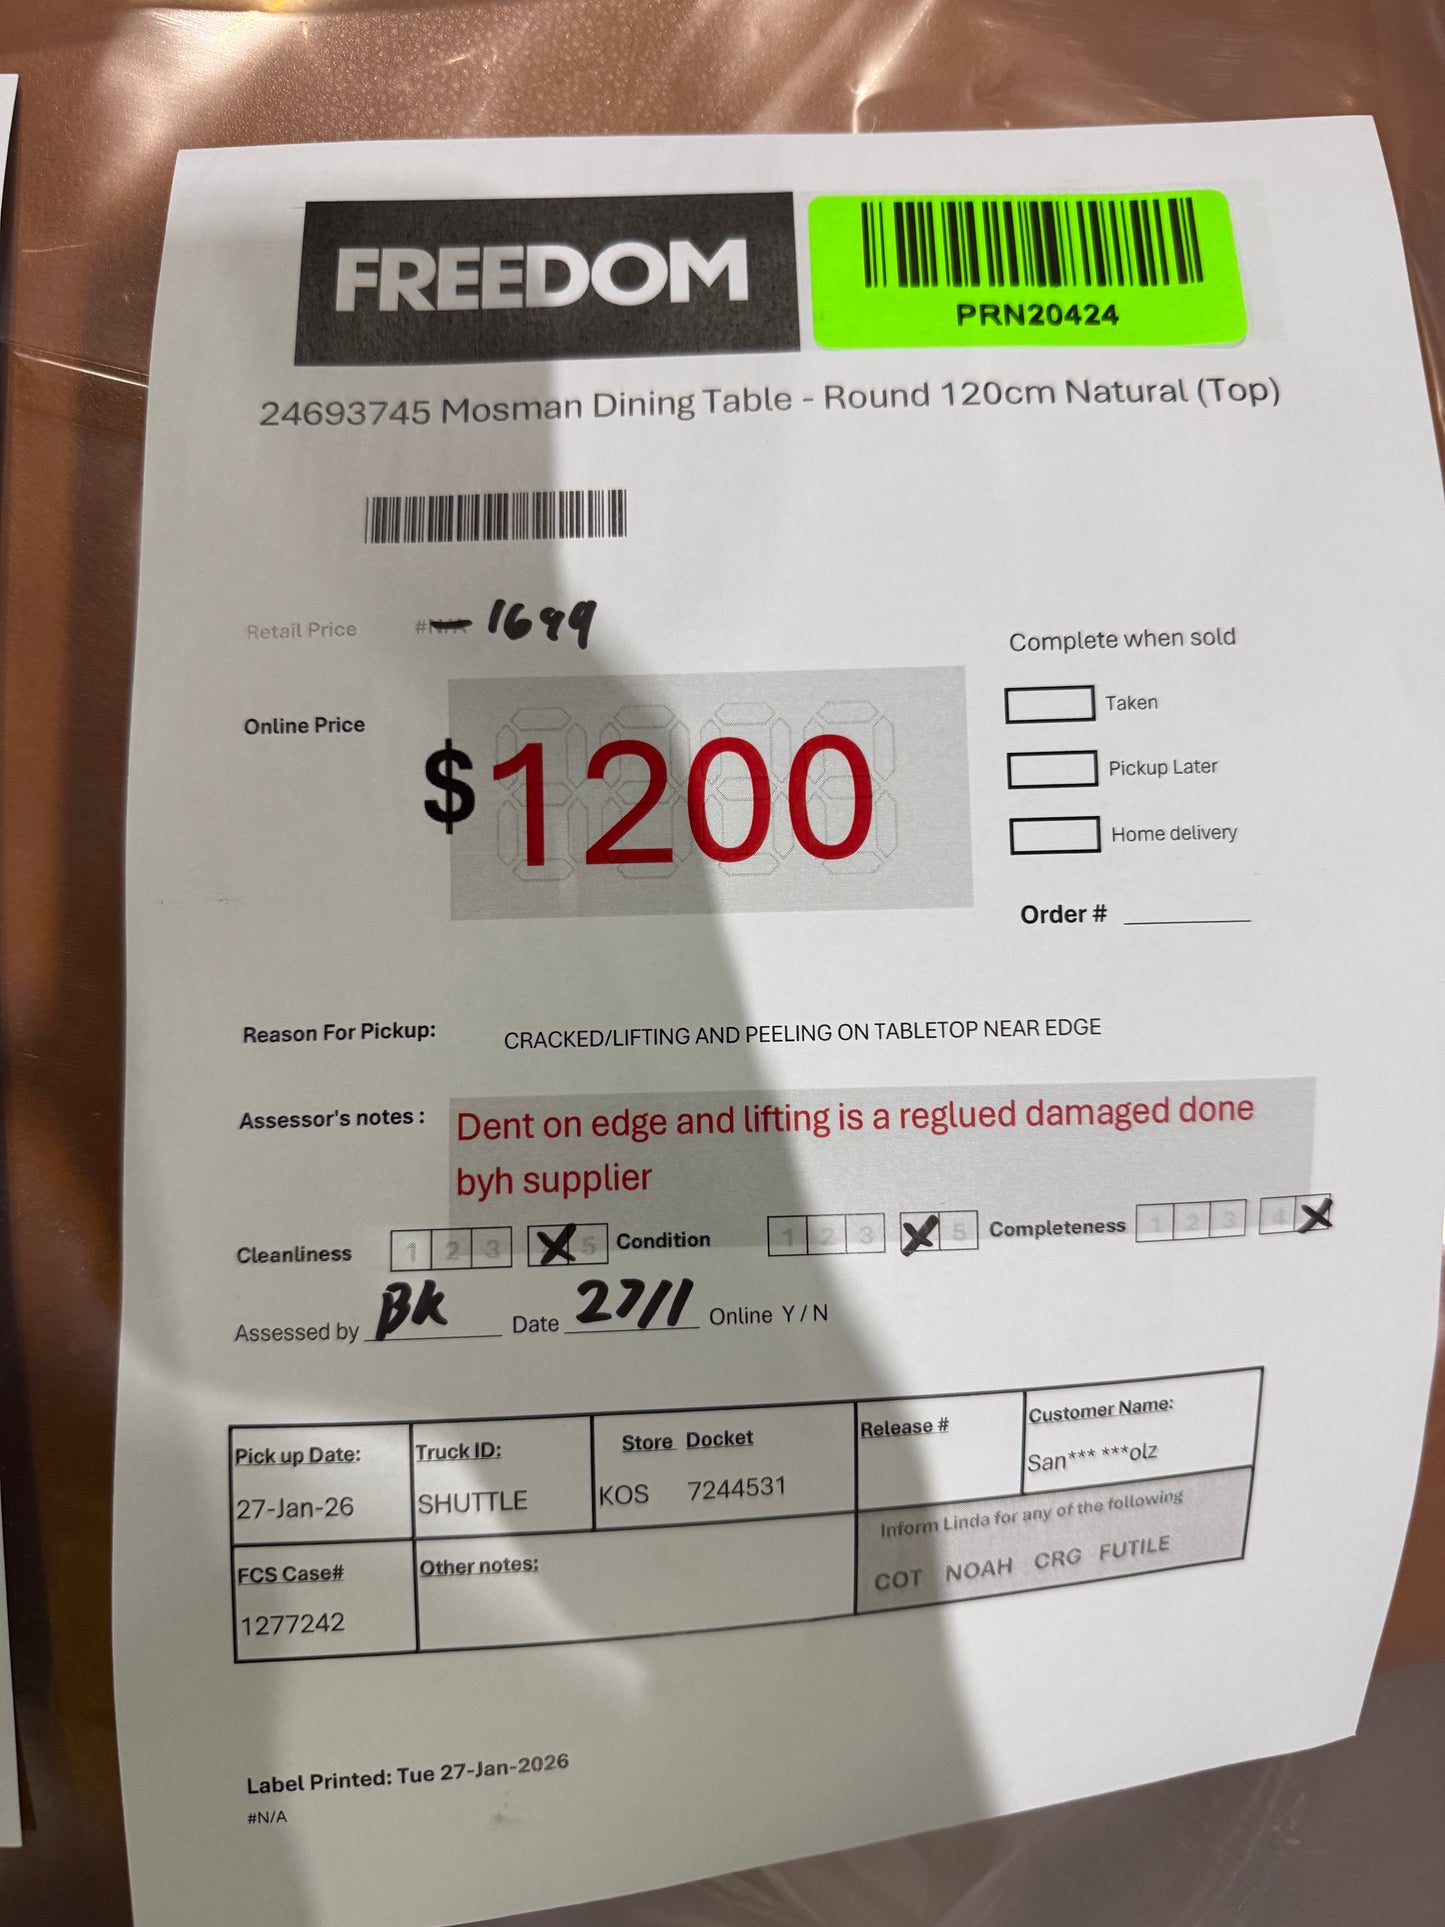 FREEDOM
PRN20424
24693745 Mosman Dining Table - Round 120cm Natural (Top)
Retail Price #N/A 1699
Complete when sold
Taken
Online Price $1200
Pickup Later
Home delivery
Order #
Reason For Pickup: CRACKED/LIFTING AND PEELING ON TABLETOP NEAR EDGE
Assessor's notes : Dent on edge and lifting is a reglued damaged done
byh supplier
Cleanliness 1 2 3 X 5 Condition 1 2 3 X 5 Completeness 1 2 3 4 X
Assessed by BK Date 27/1 Online Y / N
Pick up Date: Truck ID: Store Docket Release # Customer Name:
27-Jan-26 SHUTTLE KOS 7244531 San*** ***olz
Inform Linda for any of the following
FCS Case# Other notes: COT NOAH CRG FUTILE
1277242
Label Printed: Tue 27-Jan-2026
#N/A